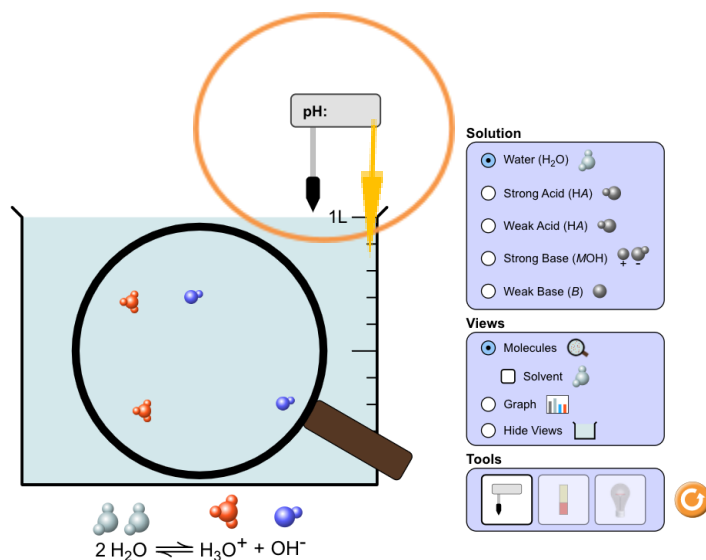 pH:
1L
Solution
Water (H₂O)
Strong Acid (HA)
Weak Acid (HA)
Strong Base (MOH)
+ -
Weak Base (B)
Views
Molecules
Solvent
Graph
Hide Views
Tools
2 H₂O ⇌ H₃O⁺ + OH⁻